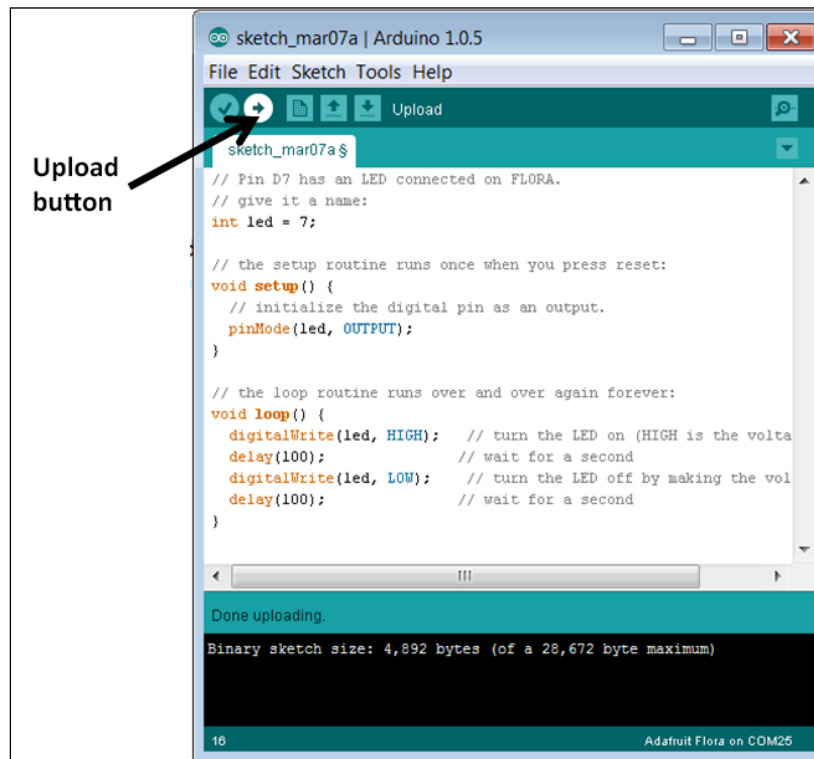 sketch_mar07a | Arduino 1.0.5
File Edit Sketch Tools Help
Upload
sketch_mar07a §
Upload
button
// Pin D7 has an LED connected on FLORA.
// give it a name:
int led = 7;
// the setup routine runs once when you press reset:
void setup() {
// initialize the digital pin as an output.
pinMode(led, OUTPUT);
}
// the loop routine runs over and over again forever:
void loop() {
digitalWrite(led, HIGH); // turn the LED on (HIGH is the volta
delay(100); // wait for a second
digitalWrite(led, LOW); // turn the LED off by making the vol
delay(100); // wait for a second
}
Done uploading.
Binary sketch size: 4,892 bytes (of a 28,672 byte maximum)
16
Adafruit Flora on COM25